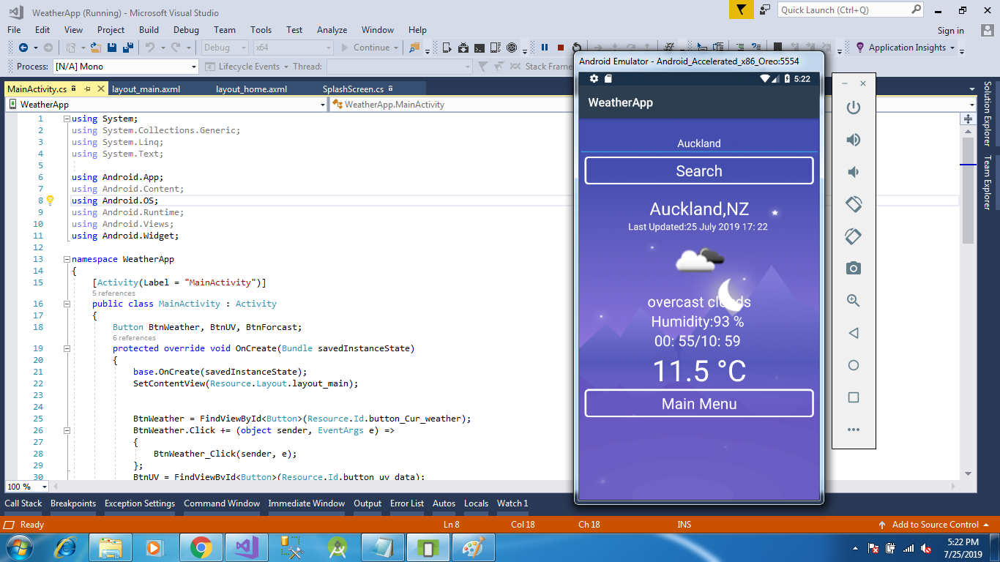 WeatherApp (Running) - Microsoft Visual Studio
Quick Launch (Ctrl+Q)
File Edit View Project Build Debug Team Tools Test Analyze Window Help
Sign in
Debug x64 Continue
Application Insights
Process: [N/A] Mono Lifecycle Events Thread: Stack Frame
MainActivity.cs layout_main.axml layout_home.axml SplashScreen.cs
WeatherApp WeatherApp.MainActivity
1 using System;
2 using System.Collections.Generic;
3 using System.Linq;
4 using System.Text;
5
6 using Android.App;
7 using Android.Content;
8 using Android.OS;
9 using Android.Runtime;
10 using Android.Views;
11 using Android.Widget;
12
13 namespace WeatherApp
14 {
15 [Activity(Label = "MainActivity")]
5 references
16 public class MainActivity : Activity
17 {
18 Button BtnWeather, BtnUV, BtnForcast;
6 references
19 protected override void OnCreate(Bundle savedInstanceState)
20 {
21 base.OnCreate(savedInstanceState);
22 SetContentView(Resource.Layout.layout_main);
23
24
25 BtnWeather = FindViewById<Button>(Resource.Id.button_Cur_weather);
26 BtnWeather.Click += (object sender, EventArgs e) =>
27 {
28 BtnWeather_Click(sender, e);
29 };
30 BtnUV = FindViewById<Button>(Resource.Id.button_uv_data);
100 %
Android Emulator - Android_Accelerated_x86_Oreo:5554
5:22
WeatherApp
Auckland
Search
Auckland,NZ
Last Updated:25 July 2019 17: 22
overcast clouds
Humidity:93 %
00: 55/10: 59
11.5 °C
Main Menu
Solution Explorer
Team Explorer
Call Stack Breakpoints Exception Settings Command Window Immediate Window Output Error List Autos Locals Watch 1
Ready Ln 8 Col 18 Ch 18 INS Add to Source Control
5:22 PM
7/25/2019